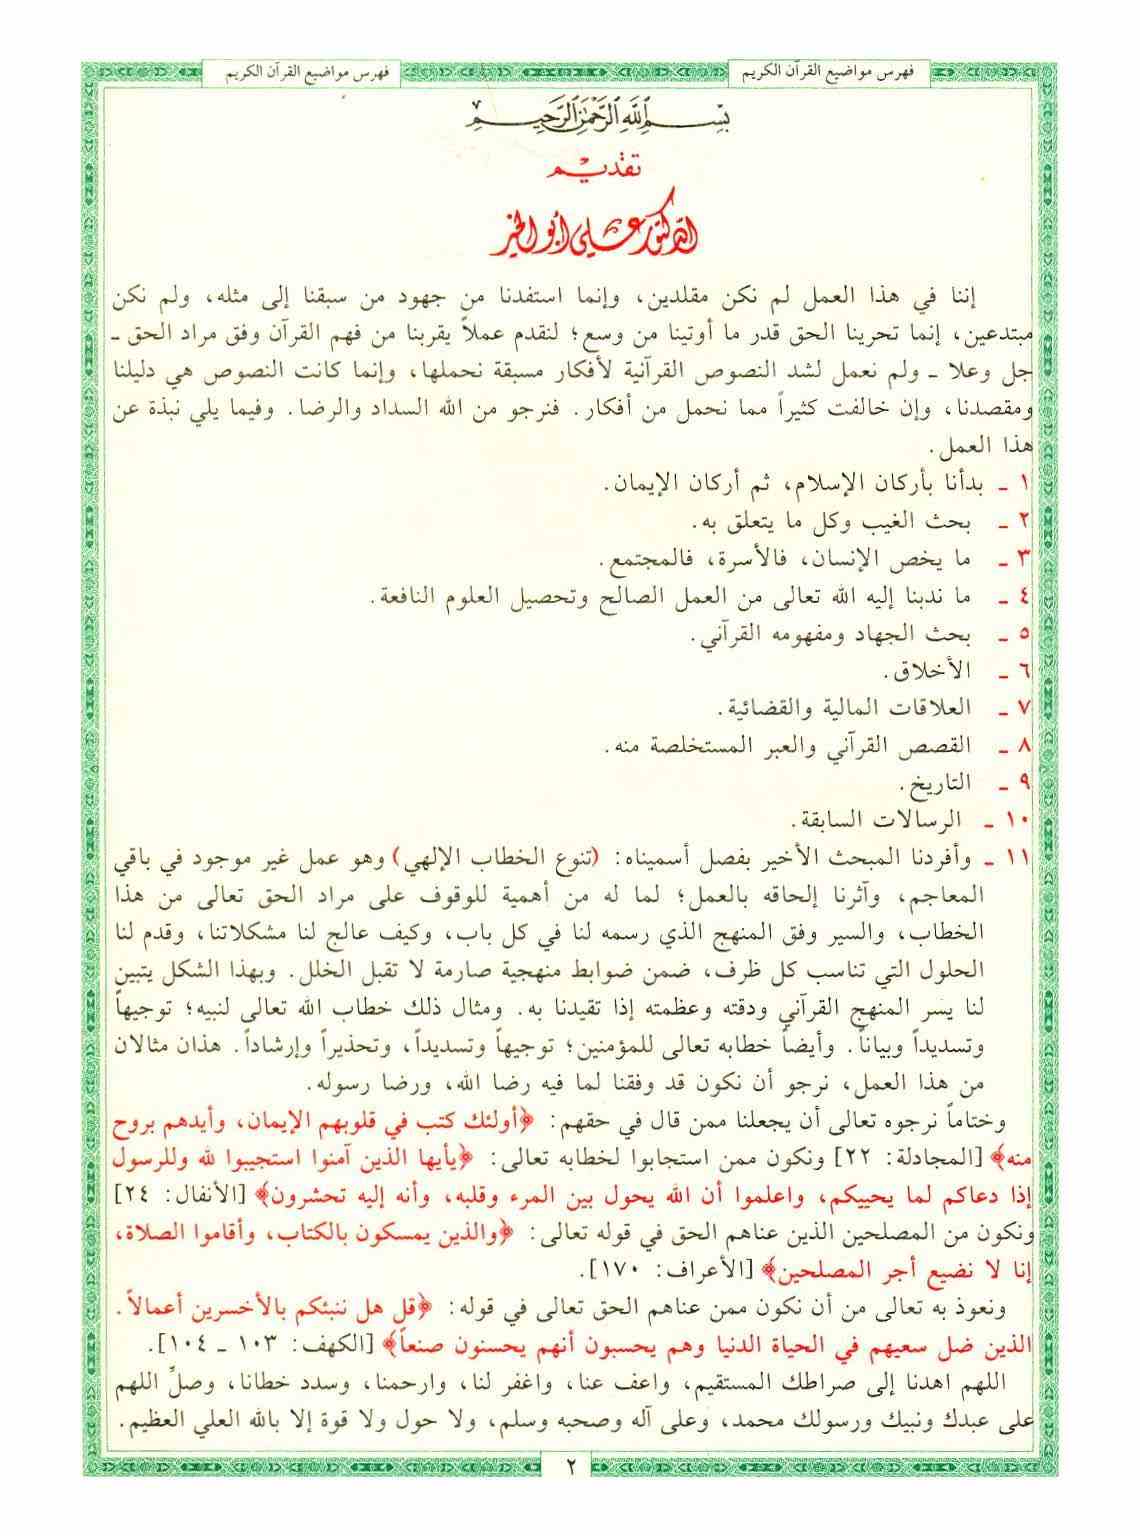 فهرس مواضيع القرآن الكريم
فهرس مواضيع القرآن الكريم
بسم الله الرحمن الرحيم
تقديم
الدكتور علي أبو الخير
إننا في هذا العمل لم نكن مقلدين، وإنما استفدنا من جهود من سبقنا إلى مثله، ولم نكن
مبتدعين، إنما تحرينا الحق قدر ما أوتينا من وسع؛ لنقدم عملاً يقربنا من فهم القرآن وفق مراد الحق ـ
جل وعلا ـ ولم نعمل لشد النصوص القرآنية لأفكار مسبقة نحملها، وإنما كانت النصوص هي دليلنا
ومقصدنا، وإن خالفت كثيراً مما نحمل من أفكار. فنرجو من الله السداد والرضا. وفيما يلي نبذة عن
هذا العمل.
١ ـ بدأنا بأركان الإسلام، ثم أركان الإيمان.
٢ ـ بحث الغيب وكل ما يتعلق به.
٣ ـ ما يخص الإنسان، فالأسرة، فالمجتمع.
٤ ـ ما ندبنا إليه الله تعالى من العمل الصالح وتحصيل العلوم النافعة.
٥ ـ بحث الجهاد ومفهومه القرآني.
٦ ـ الأخلاق.
٧ ـ العلاقات المالية والقضائية.
٨ ـ القصص القرآني والعبر المستخلصة منه.
٩ ـ التاريخ.
١٠ ـ الرسالات السابقة.
١١ ـ وأفردنا المبحث الأخير بفصل أسميناه: (تنوع الخطاب الإلهي) وهو عمل غير موجود في باقي
المعاجم، وآثرنا إلحاقه بالعمل؛ لما له من أهمية للوقوف على مراد الحق تعالى من هذا
الخطاب، والسير وفق المنهج الذي رسمه لنا في كل باب، وكيف عالج لنا مشكلاتنا، وقدم لنا
الحلول التي تناسب كل ظرف، ضمن ضوابط منهجية صارمة لا تقبل الخلل. وبهذا الشكل يتبين
لنا يسر المنهج القرآني ودقته وعظمته إذا تقيدنا به. ومثال ذلك خطاب الله تعالى لنبيه؛ توجيهاً
وتسديداً وبياناً. وأيضاً خطابه تعالى للمؤمنين؛ توجيهاً وتسديداً، وتحذيراً وإرشاداً. هذان مثالان
من هذا العمل، نرجو أن نكون قد وفقنا لما فيه رضا الله، ورضا رسوله.
وختاماً نرجوه تعالى أن يجعلنا ممن قال في حقهم: ﴿أولئك كتب في قلوبهم الإيمان، وأيدهم بروح
منه﴾ [المجادلة: ٢٢] ونكون ممن استجابوا لخطابه تعالى: ﴿يأيها الذين آمنوا استجيبوا لله وللرسول
إذا دعاكم لما يحييكم، واعلموا أن الله يحول بين المرء وقلبه، وأنه إليه تحشرون﴾ [الأنفال: ٢٤]
ونكون من المصلحين الذين عناهم الحق في قوله تعالى: ﴿والذين يمسكون بالكتاب، وأقاموا الصلاة،
إنا لا نضيع أجر المصلحين﴾ [الأعراف: ١٧٠].
ونعوذ به تعالى من أن نكون ممن عناهم الحق تعالى في قوله: ﴿قل هل ننبئكم بالأخسرين أعمالاً.
الذين ضل سعيهم في الحياة الدنيا وهم يحسبون أنهم يحسنون صنعاً﴾ [الكهف: ١٠٣ ـ ١٠٤].
اللهم اهدنا إلى صراطك المستقيم، واعف عنا، واغفر لنا، وارحمنا، وسدد خطانا، وصلِّ اللهم
على عبدك ونبيك ورسولك محمد، وعلى آله وصحبه وسلم، ولا حول ولا قوة إلا بالله العلي العظيم.
٢